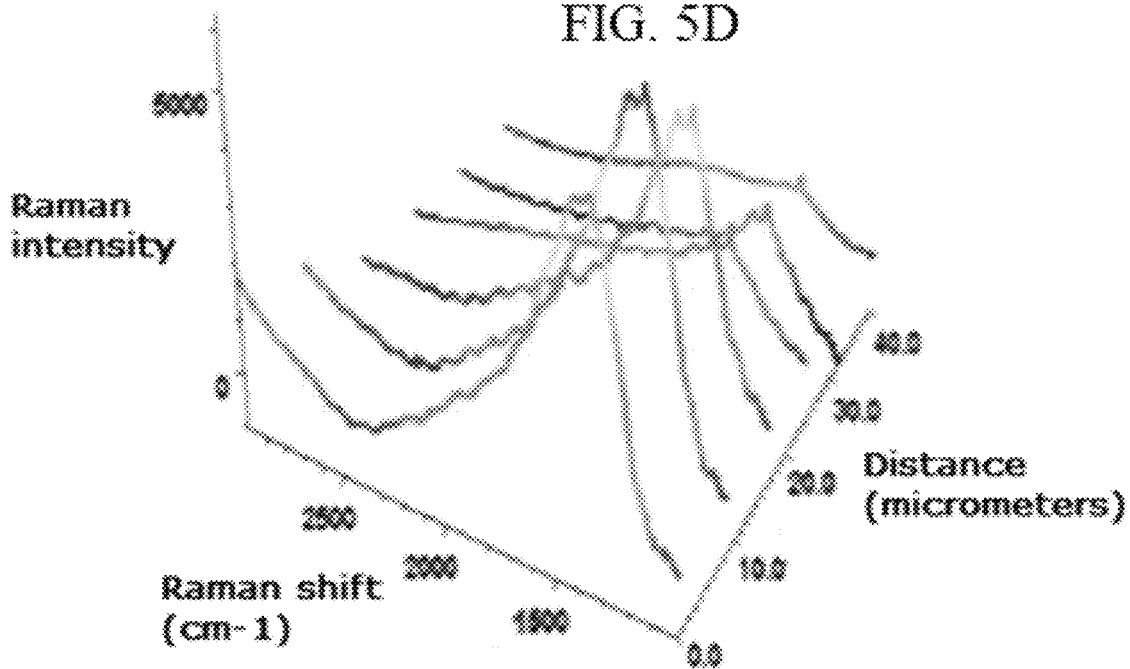 FIG. 5D
5000
Raman
intensity
0
2500
2000
1500
Raman shift
(cm-1)
40.0
30.0
20.0
10.0
0.0
Distance
(micrometers)